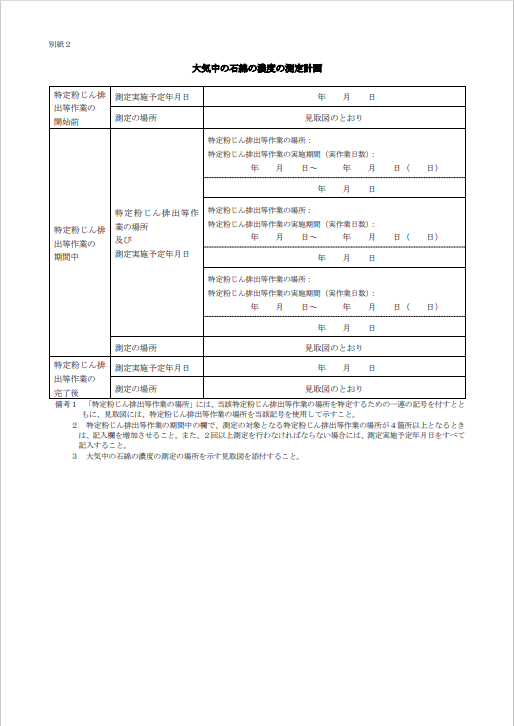 別紙2
大気中の石綿の濃度の測定計画
特定粉じん排
出等作業の
開始前
測定実施予定年月日
年　　月　　日
測定の場所
見取図のとおり
特定粉じん排
出等作業の
期間中
特定粉じん排出等作
業の場所
及び
測定実施予定年月日
特定粉じん排出等作業の場所：
特定粉じん排出等作業の実施期間（実作業日数）：
年　　月　　日～　　　年　　月　　日（　　日）
年　　月　　日
特定粉じん排出等作業の場所：
特定粉じん排出等作業の実施期間（実作業日数）：
年　　月　　日～　　　年　　月　　日（　　日）
年　　月　　日
特定粉じん排出等作業の場所：
特定粉じん排出等作業の実施期間（実作業日数）：
年　　月　　日～　　　年　　月　　日（　　日）
年　　月　　日
測定の場所
見取図のとおり
特定粉じん排
出等作業の
完了後
測定実施予定年月日
年　　月　　日
測定の場所
見取図のとおり
備考1　「特定粉じん排出等作業の場所」には、当該特定粉じん排出等作業の場所を特定するための一連の記号を付すとと
もに、見取図には、特定粉じん排出等作業の場所を当該記号を使用して示すこと。
2　特定粉じん排出等作業の期間中の欄で、測定の対象となる特定粉じん排出等作業の場所が4箇所以上となるとき
は、記入欄を増加させること。また、2回以上測定を行わなければならない場合には、測定実施予定年月日をすべて
記入すること。
3　大気中の石綿の濃度の測定の場所を示す見取図を添付すること。